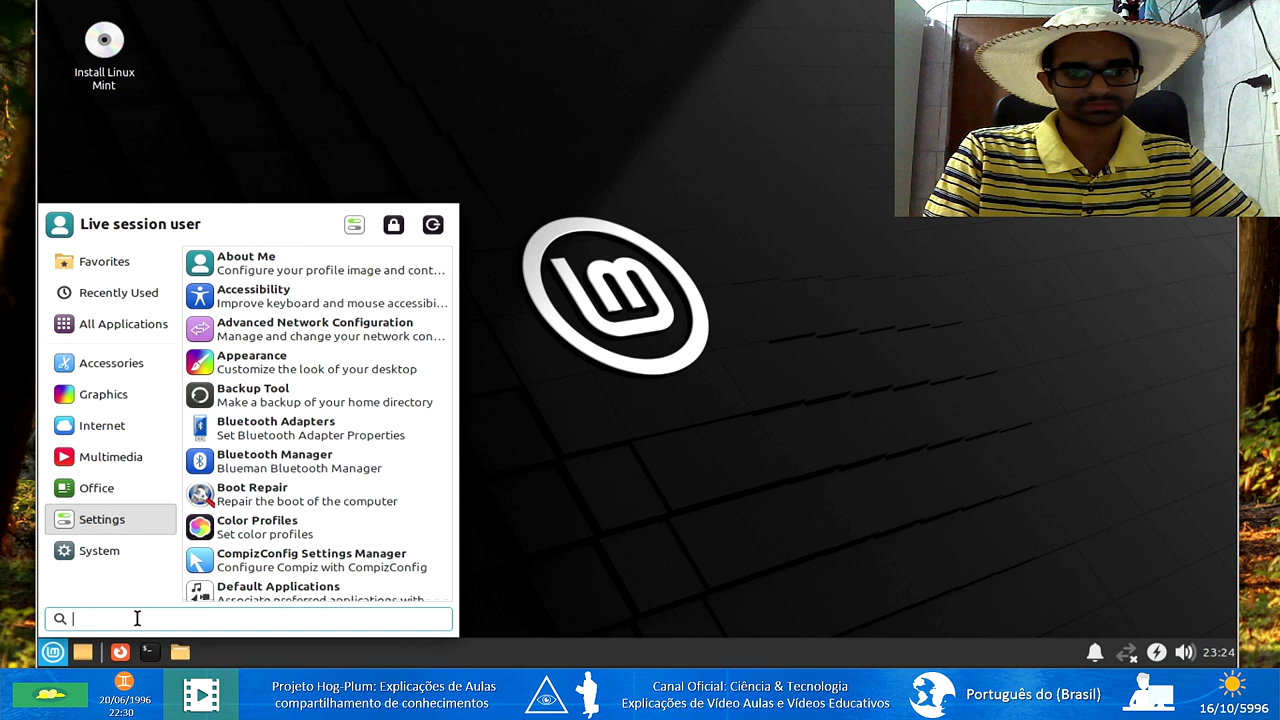 Install Linux
Mint
Live session user
Favorites
Recently Used
All Applications
Accessories
Graphics
Internet
Multimedia
Office
Settings
System
About Me
Configure your profile image and cont...
Accessibility
Improve keyboard and mouse accessibi...
Advanced Network Configuration
Manage and change your network con...
Appearance
Customize the look of your desktop
Backup Tool
Make a backup of your home directory
Bluetooth Adapters
Set Bluetooth Adapter Properties
Bluetooth Manager
Blueman Bluetooth Manager
Boot Repair
Repair the boot of the computer
Color Profiles
Set color profiles
CompizConfig Settings Manager
Configure Compiz with CompizConfig
Default Applications
Associate preferred applications with
23:24
20/06/1996
22:30
Projeto Hog-Plum: Explicações de Aulas
compartilhamento de conhecimentos
Canal Oficial: Ciência & Tecnologia
Explicações de Vídeo Aulas e Vídeos Educativos
Português do (Brasil)
16/10/5996